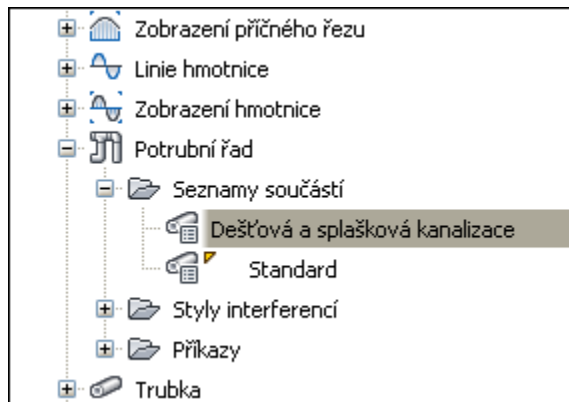 Zobrazení příčného řezu
Linie hmotnice
Zobrazení hmotnice
Potrubní řad
Seznamy součástí
Dešťová a splašková kanalizace
Standard
Styly interferencí
Příkazy
Trubka